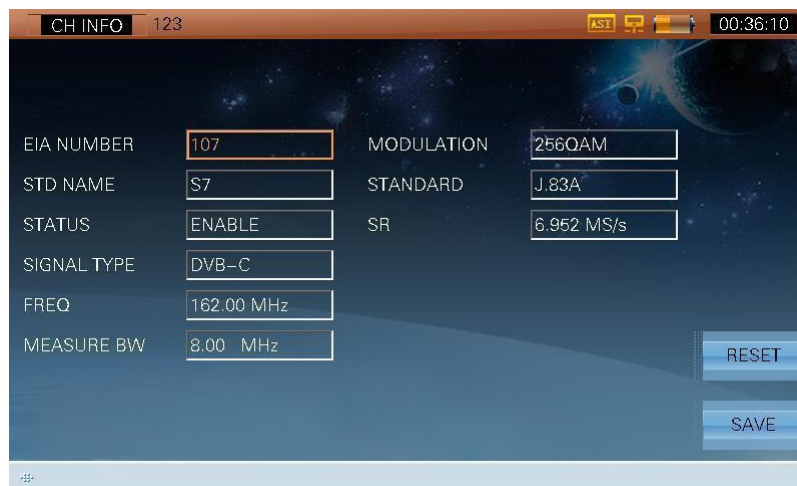 CH INFO 123 AST 00:36:10
EIA NUMBER 107 MODULATION 256QAM
STD NAME S7 STANDARD J.83A
STATUS ENABLE SR 6.952 MS/s
SIGNAL TYPE DVB-C
FREQ 162.00 MHz
MEASURE BW 8.00 MHz
RESET
SAVE